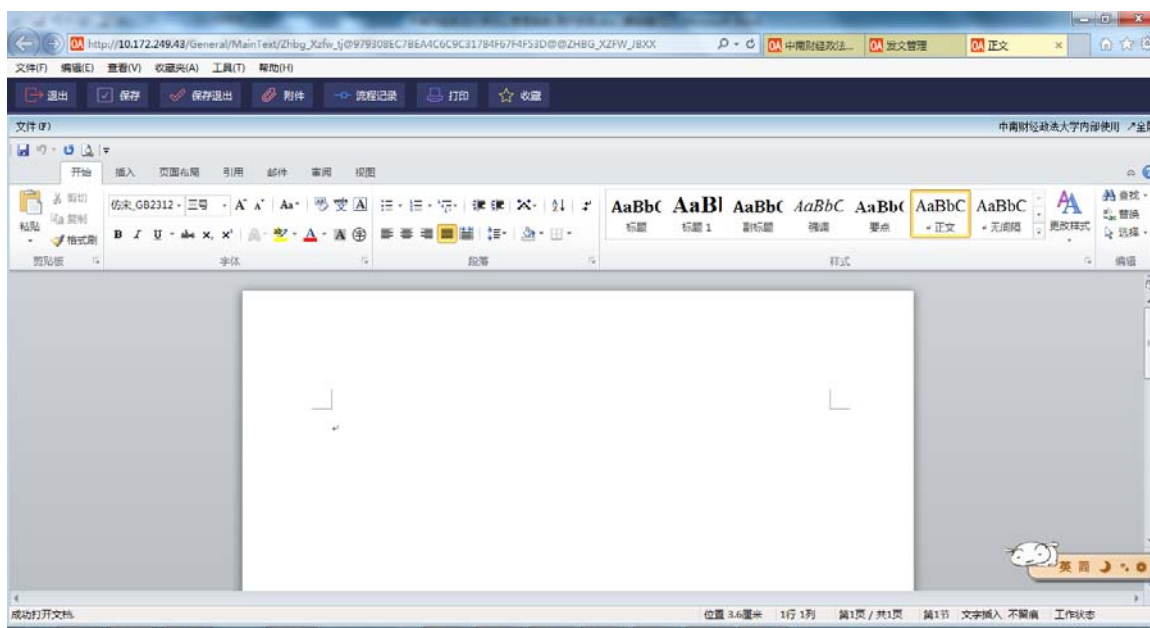 http://10.172.249.43/General/MainText/Zhbg_Xzfw_tj@979308EC7BEA4C6C9C31784F67F4F53D@@ZHBG_XZFW_JBXX 中南财经政法... 发文管理 正文
文件(F) 编辑(E) 查看(V) 收藏夹(A) 工具(T) 帮助(H)
退出 保存 保存退出 附件 流程记录 打印 收藏
文件(F) 中南财经政法大学内部使用
开始 插入 页面布局 引用 邮件 审阅 视图
剪切 仿宋_GB2312 三号 AaBbC AaBl AaBbC AaBbC AaBbC AaBbC AaBbC 查找
复制 替换
粘贴 格式刷 标题 标题 1 副标题 强调 要点 正文 无间隔 更改样式 选择
剪贴板 字体 段落 样式 编辑
英 简
成功打开文档. 位置 3.6厘米 1行 1列 第1页 / 共1页 第1节 文字插入 不留痕 工作状态